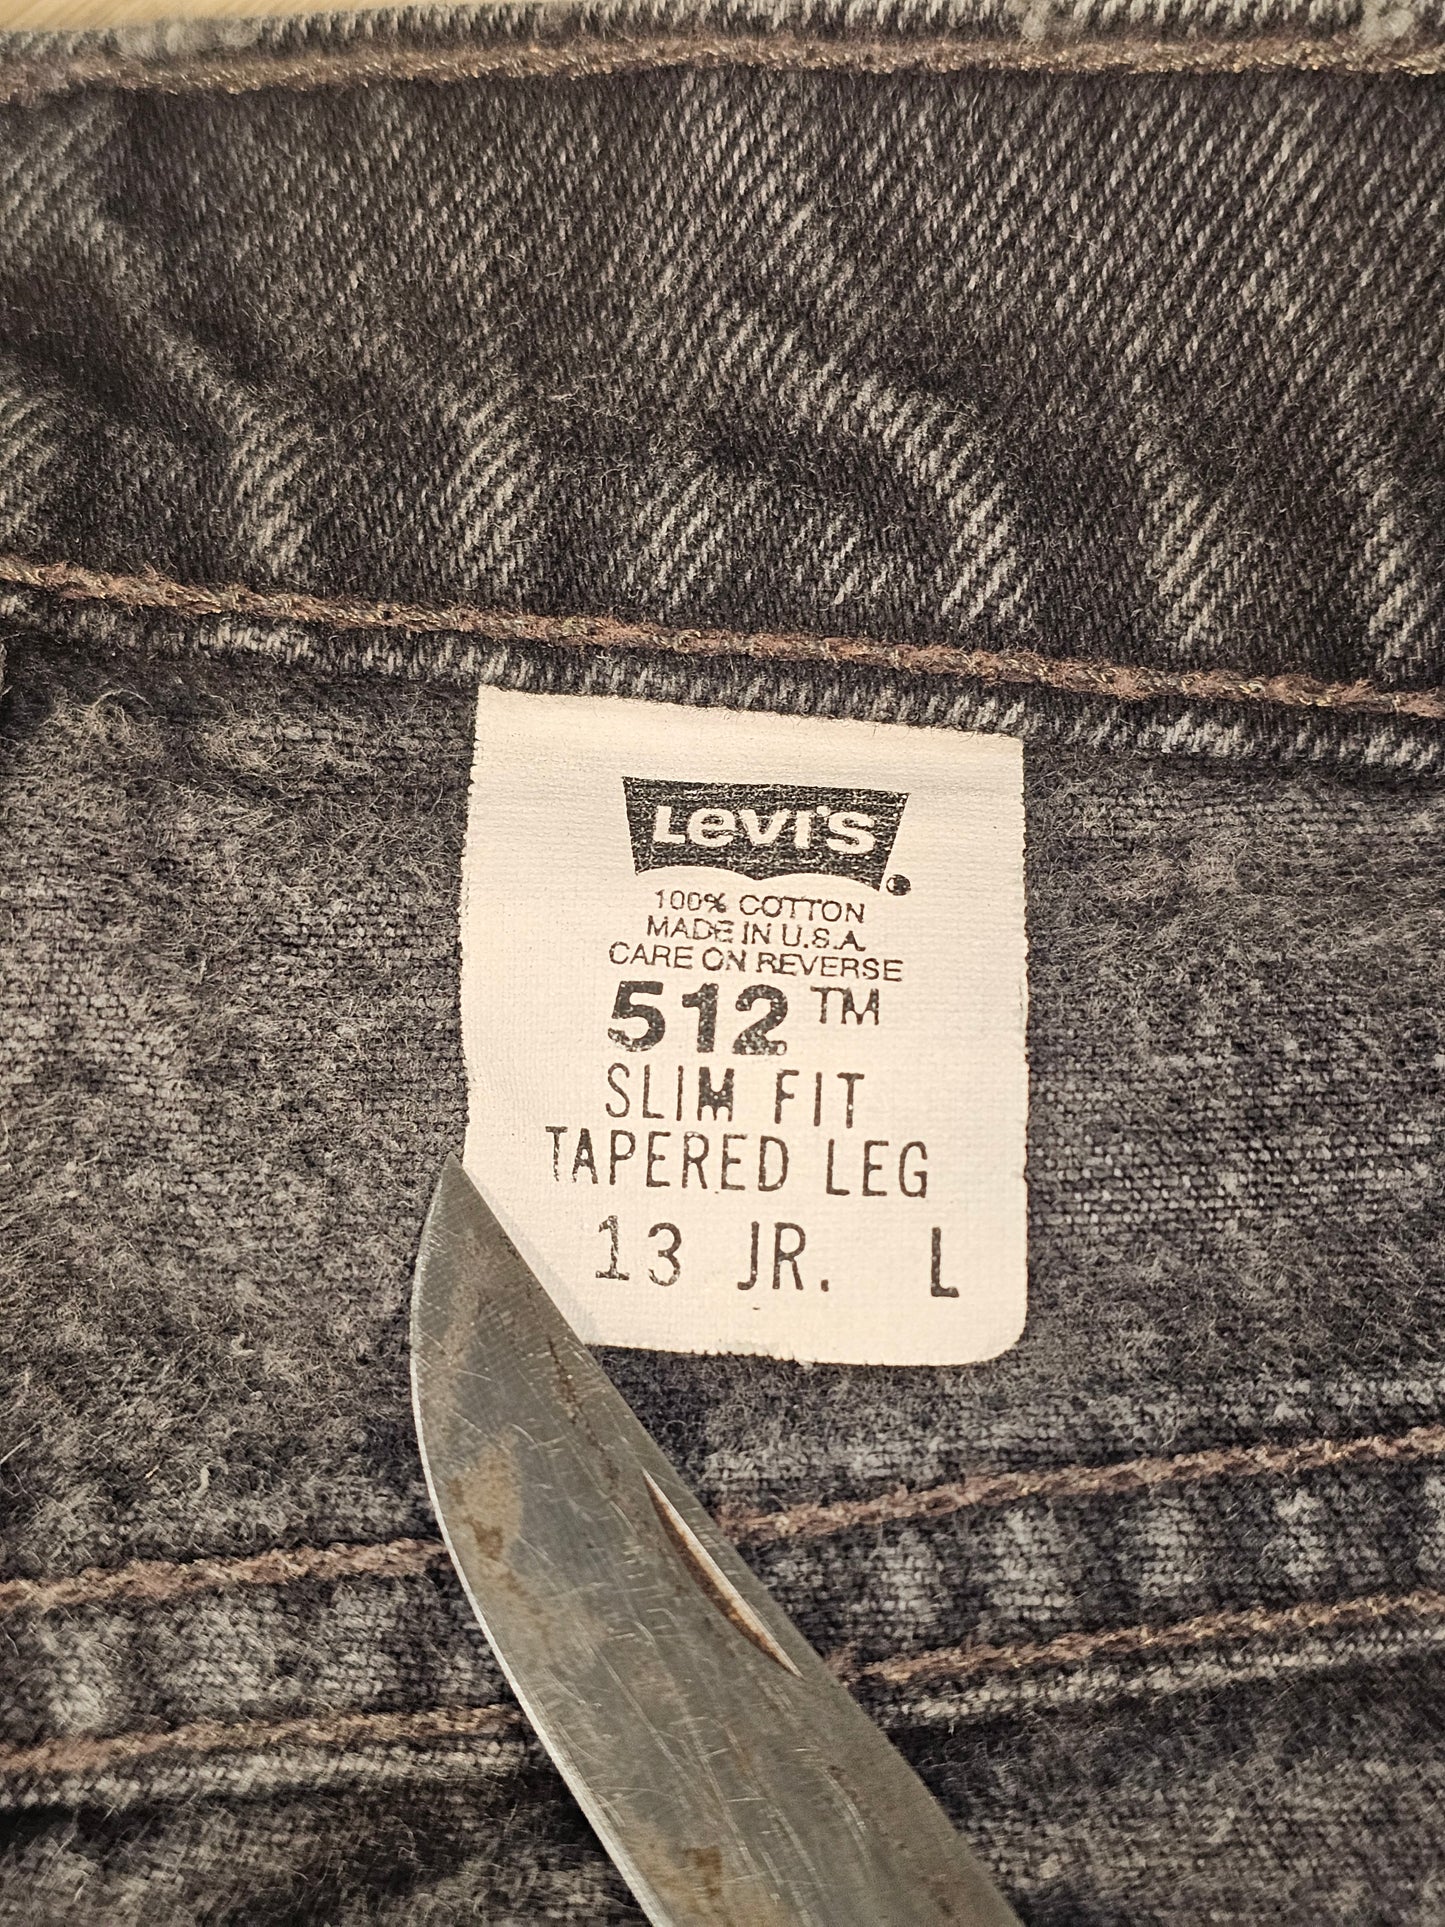 Levi's
100% COTTON
MADE IN U.S.A.
CARE ON REVERSE
512™
SLIM FIT
TAPERED LEG
13 JR. L